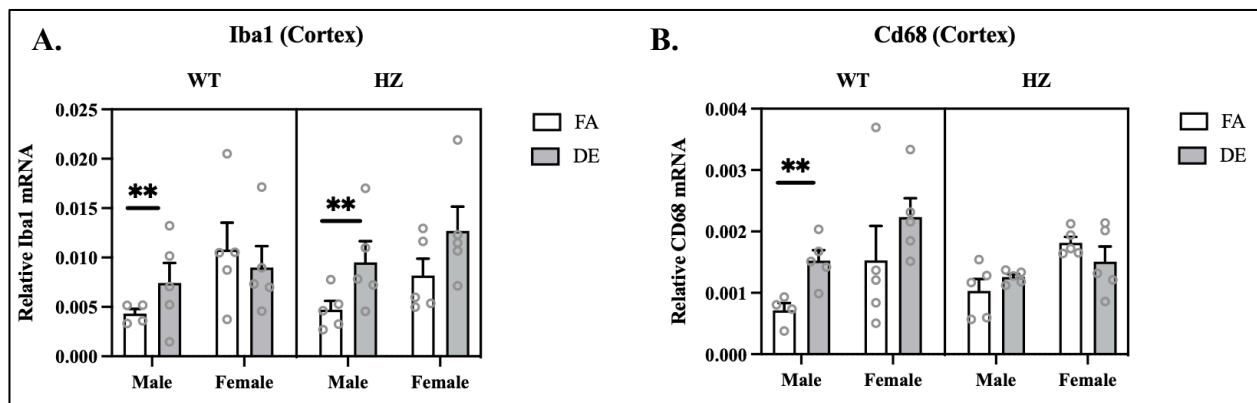 A.
Iba1 (Cortex)
WT
HZ
Relative Iba1 mRNA
0.025
0.020
0.015
0.010
0.005
0.000
**
**
Male
Female
Male
Female
FA
DE
B.
Cd68 (Cortex)
WT
HZ
Relative CD68 mRNA
0.004
0.003
0.002
0.001
0.000
**
Male
Female
Male
Female